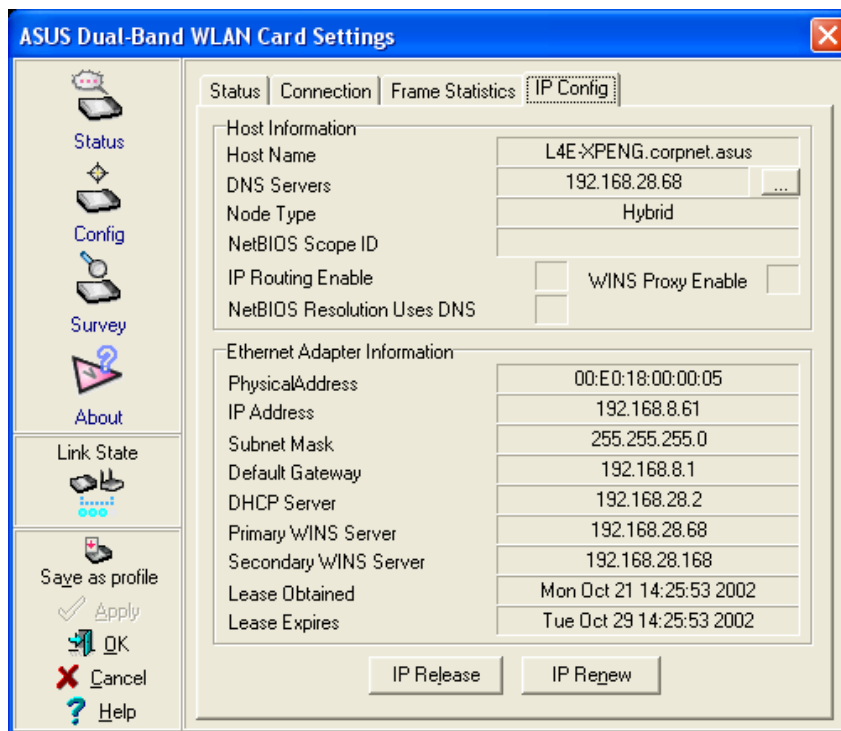 ASUS Dual-Band WLAN Card Settings
Status
Config
Survey
About
Link State
Save as profile
Apply
OK
Cancel
Help
Status Connection Frame Statistics IP Config
Host Information
Host Name L4E-XPENG.corpnet.asus
DNS Servers 192.168.28.68 ...
Node Type Hybrid
NetBIOS Scope ID
IP Routing Enable WINS Proxy Enable
NetBIOS Resolution Uses DNS
Ethernet Adapter Information
PhysicalAddress 00:E0:18:00:00:05
IP Address 192.168.8.61
Subnet Mask 255.255.255.0
Default Gateway 192.168.8.1
DHCP Server 192.168.28.2
Primary WINS Server 192.168.28.68
Secondary WINS Server 192.168.28.168
Lease Obtained Mon Oct 21 14:25:53 2002
Lease Expires Tue Oct 29 14:25:53 2002
IP Release IP Renew